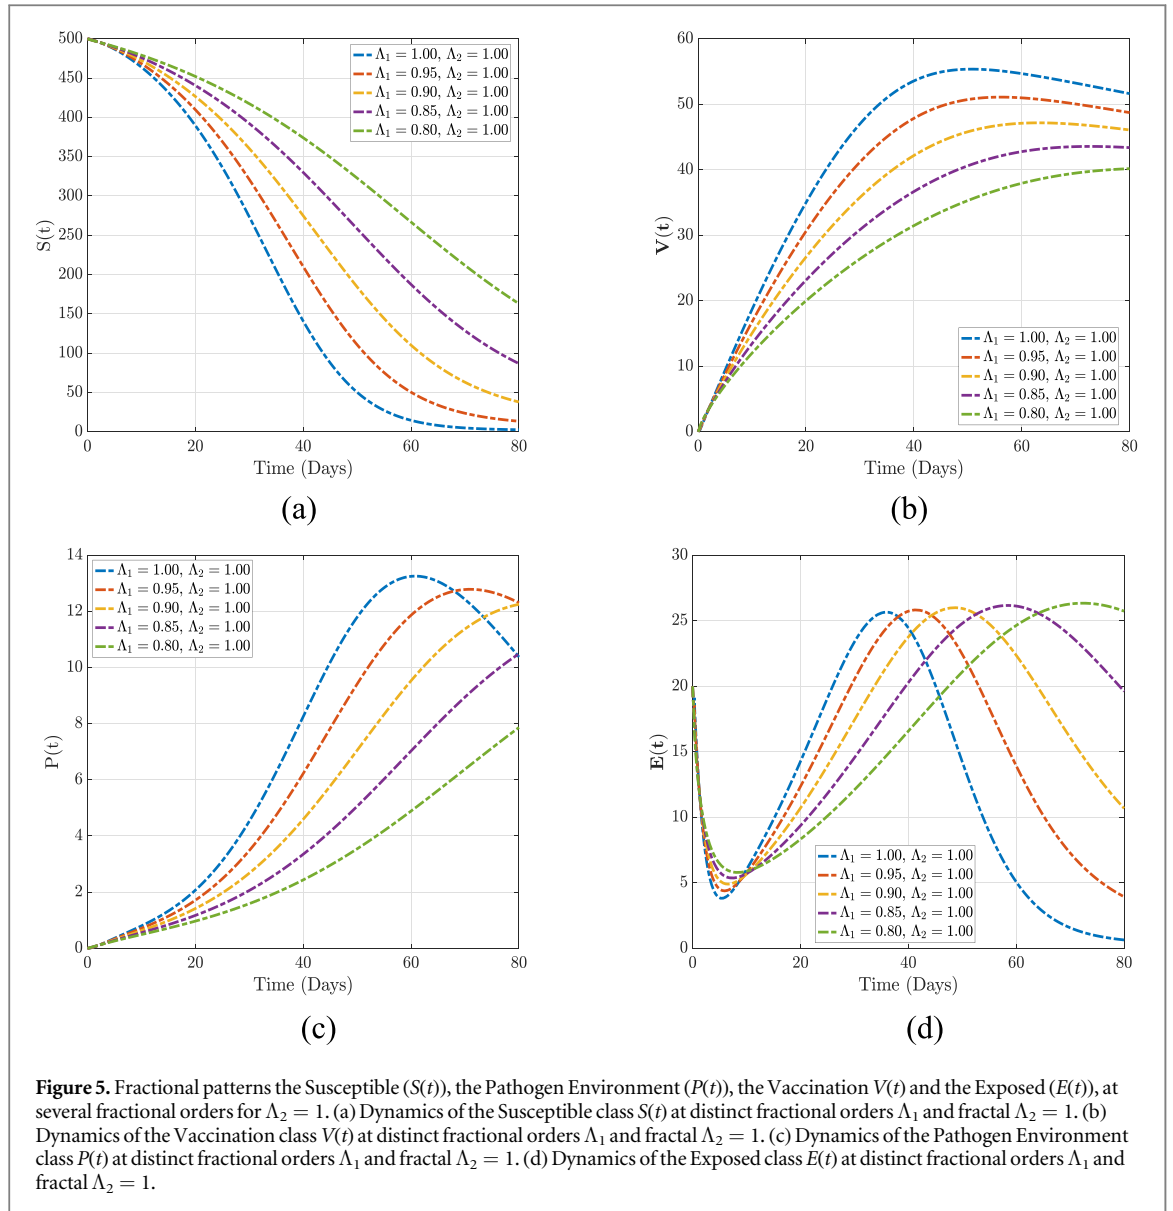 500
450
400
350
300
250
200
150
100
50
0
S(t)
0 20 40 60 80
Time (Days)
Λ₁ = 1.00, Λ₂ = 1.00
Λ₁ = 0.95, Λ₂ = 1.00
Λ₁ = 0.90, Λ₂ = 1.00
Λ₁ = 0.85, Λ₂ = 1.00
Λ₁ = 0.80, Λ₂ = 1.00
(a)
60
50
40
30
20
10
0
V(t)
0 20 40 60 80
Time (Days)
Λ₁ = 1.00, Λ₂ = 1.00
Λ₁ = 0.95, Λ₂ = 1.00
Λ₁ = 0.90, Λ₂ = 1.00
Λ₁ = 0.85, Λ₂ = 1.00
Λ₁ = 0.80, Λ₂ = 1.00
(b)
14
12
10
8
6
4
2
0
P(t)
0 20 40 60 80
Time (Days)
Λ₁ = 1.00, Λ₂ = 1.00
Λ₁ = 0.95, Λ₂ = 1.00
Λ₁ = 0.90, Λ₂ = 1.00
Λ₁ = 0.85, Λ₂ = 1.00
Λ₁ = 0.80, Λ₂ = 1.00
(c)
30
25
20
15
10
5
0
E(t)
0 20 40 60 80
Time (Days)
Λ₁ = 1.00, Λ₂ = 1.00
Λ₁ = 0.95, Λ₂ = 1.00
Λ₁ = 0.90, Λ₂ = 1.00
Λ₁ = 0.85, Λ₂ = 1.00
Λ₁ = 0.80, Λ₂ = 1.00
(d)
Figure 5. Fractional patterns the Susceptible (S(t)), the Pathogen Environment (P(t)), the Vaccination V(t) and the Exposed (E(t)), at
several fractional orders for Λ₂ = 1. (a) Dynamics of the Susceptible class S(t) at distinct fractional orders Λ₁ and fractal Λ₂ = 1. (b)
Dynamics of the Vaccination class V(t) at distinct fractional orders Λ₁ and fractal Λ₂ = 1. (c) Dynamics of the Pathogen Environment
class P(t) at distinct fractional orders Λ₁ and fractal Λ₂ = 1. (d) Dynamics of the Exposed class E(t) at distinct fractional orders Λ₁ and
fractal Λ₂ = 1.